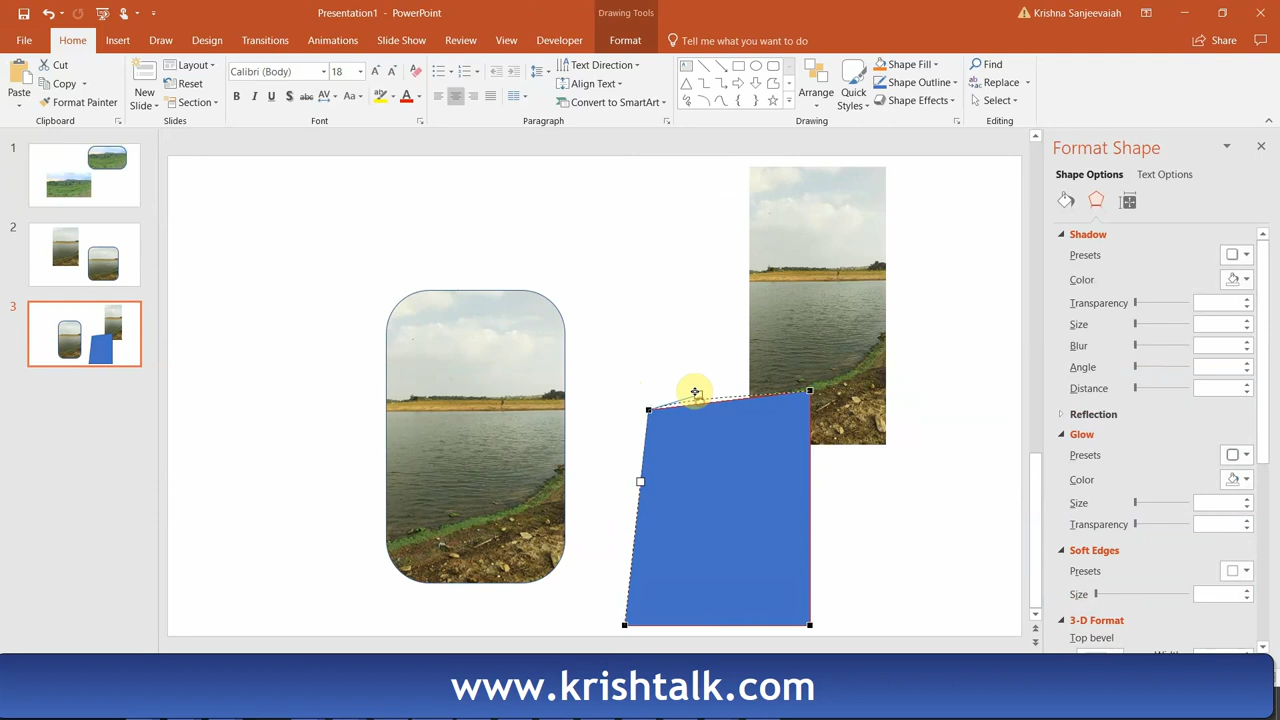 Presentation1 - PowerPoint
Drawing Tools
Krishna Sanjeevaiah
File Home Insert Draw Design Transitions Animations Slide Show Review View Developer Format Tell me what you want to do Share
Paste
Cut
Copy
Format Painter
Clipboard
New
Slide
Layout
Reset
Section
Slides
Calibri (Body) 18
B I U S abc AV Aa A
Font
Text Direction
Align Text
Convert to SmartArt
Paragraph
Arrange
Quick
Styles
Shape Fill
Shape Outline
Shape Effects
Drawing
Find
Replace
Select
Editing
1
2
3
Format Shape
Shape Options Text Options
Shadow
Presets
Color
Transparency
Size
Blur
Angle
Distance
Reflection
Glow
Presets
Color
Size
Transparency
Soft Edges
Presets
Size
3-D Format
Top bevel
www.krishtalk.com